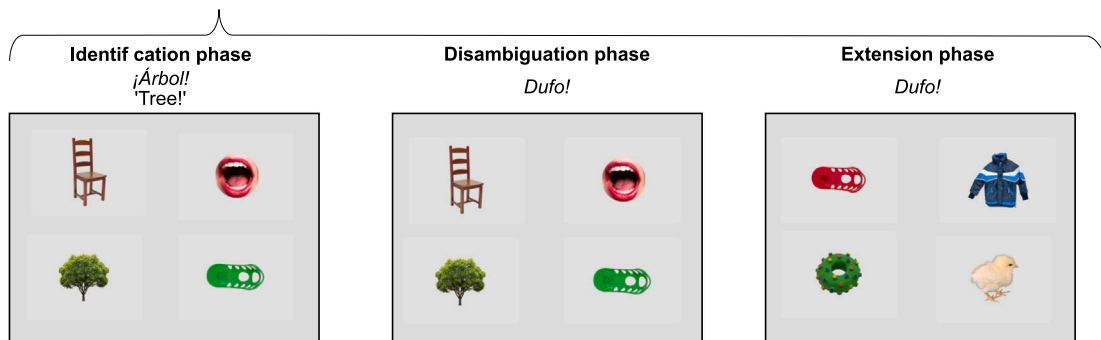 Identif cation phase
¡Árbol!
'Tree!'
Disambiguation phase
Dufo!
Extension phase
Dufo!